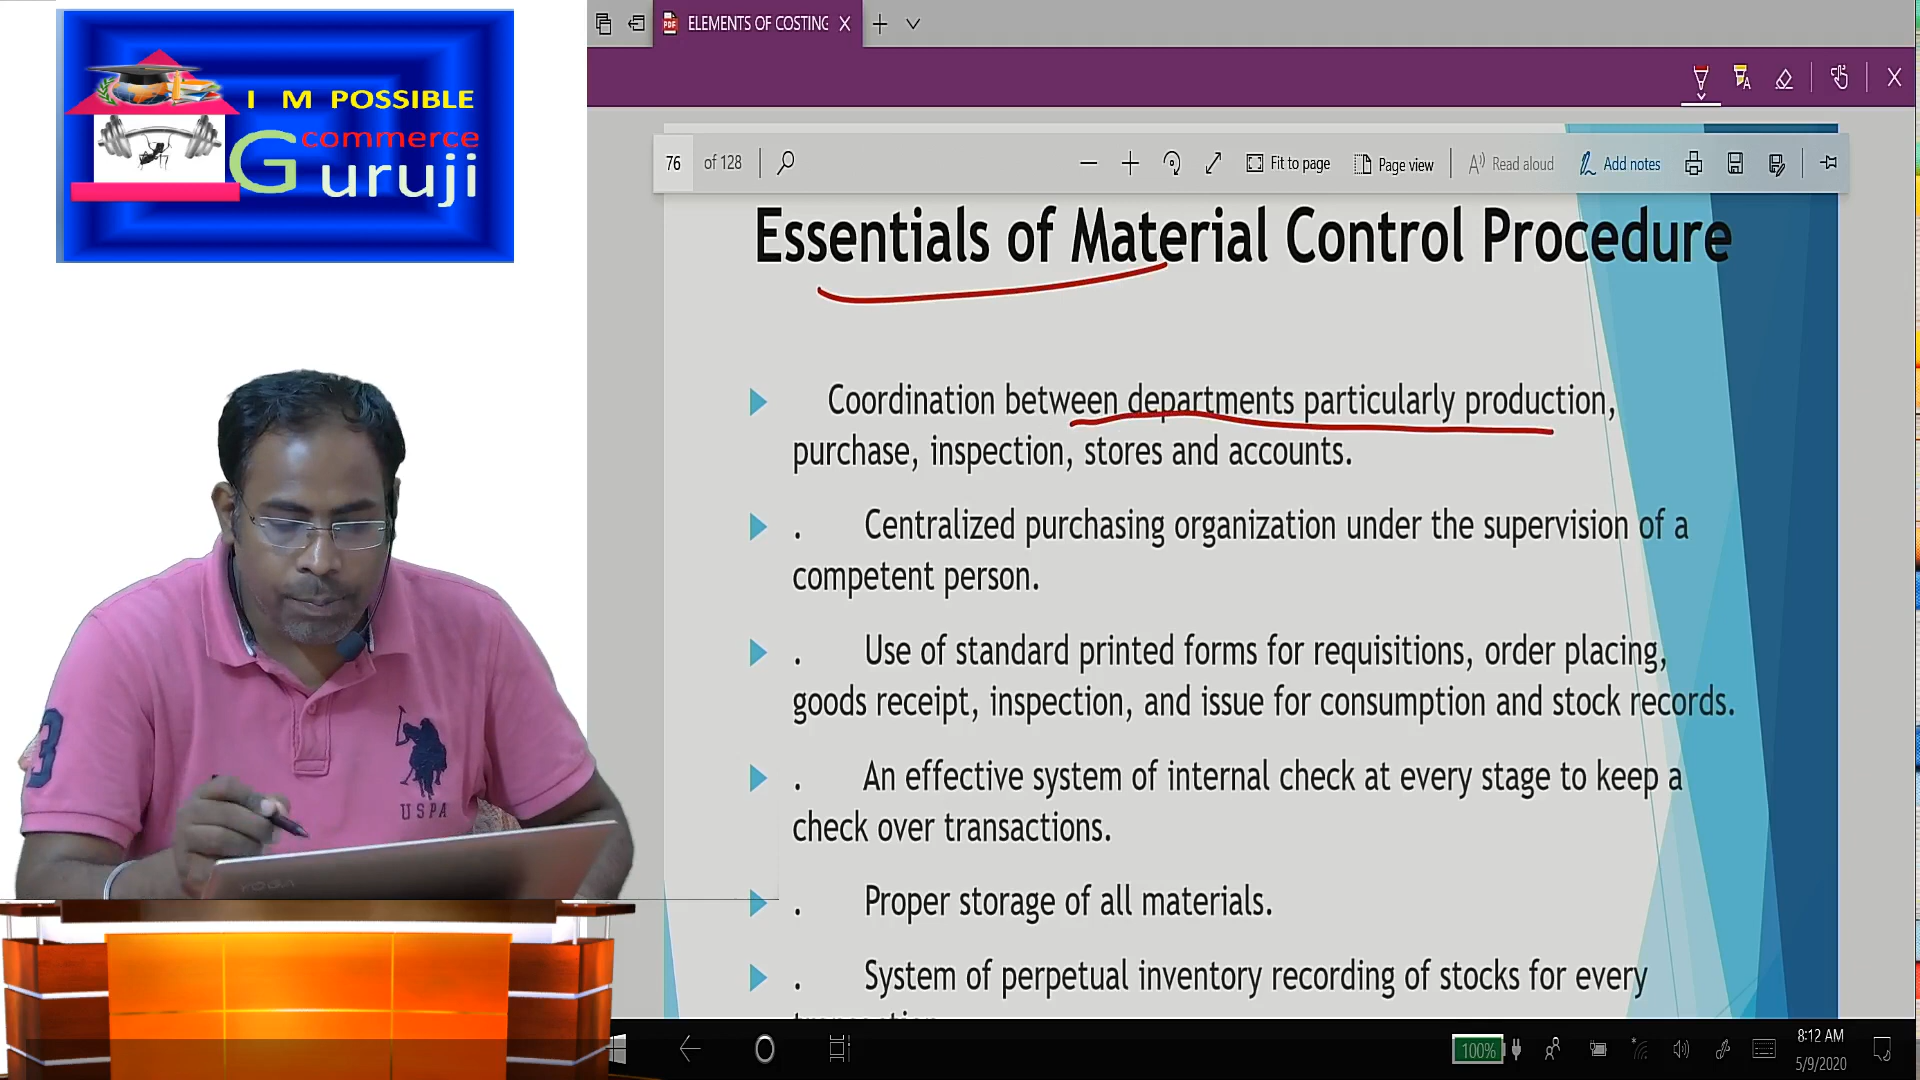 I M POSSIBLE
commerce
Guruji
ELEMENTS OF COSTING
76 of 128
Fit to page
Page view
Read aloud
Add notes
Essentials of Material Control Procedure
Coordination between departments particularly production,
purchase, inspection, stores and accounts.
. Centralized purchasing organization under the supervision of a
competent person.
. Use of standard printed forms for requisitions, order placing,
goods receipt, inspection, and issue for consumption and stock records.
. An effective system of internal check at every stage to keep a
check over transactions.
. Proper storage of all materials.
. System of perpetual inventory recording of stocks for every
3
USPA
100%
8:12 AM
5/9/2020